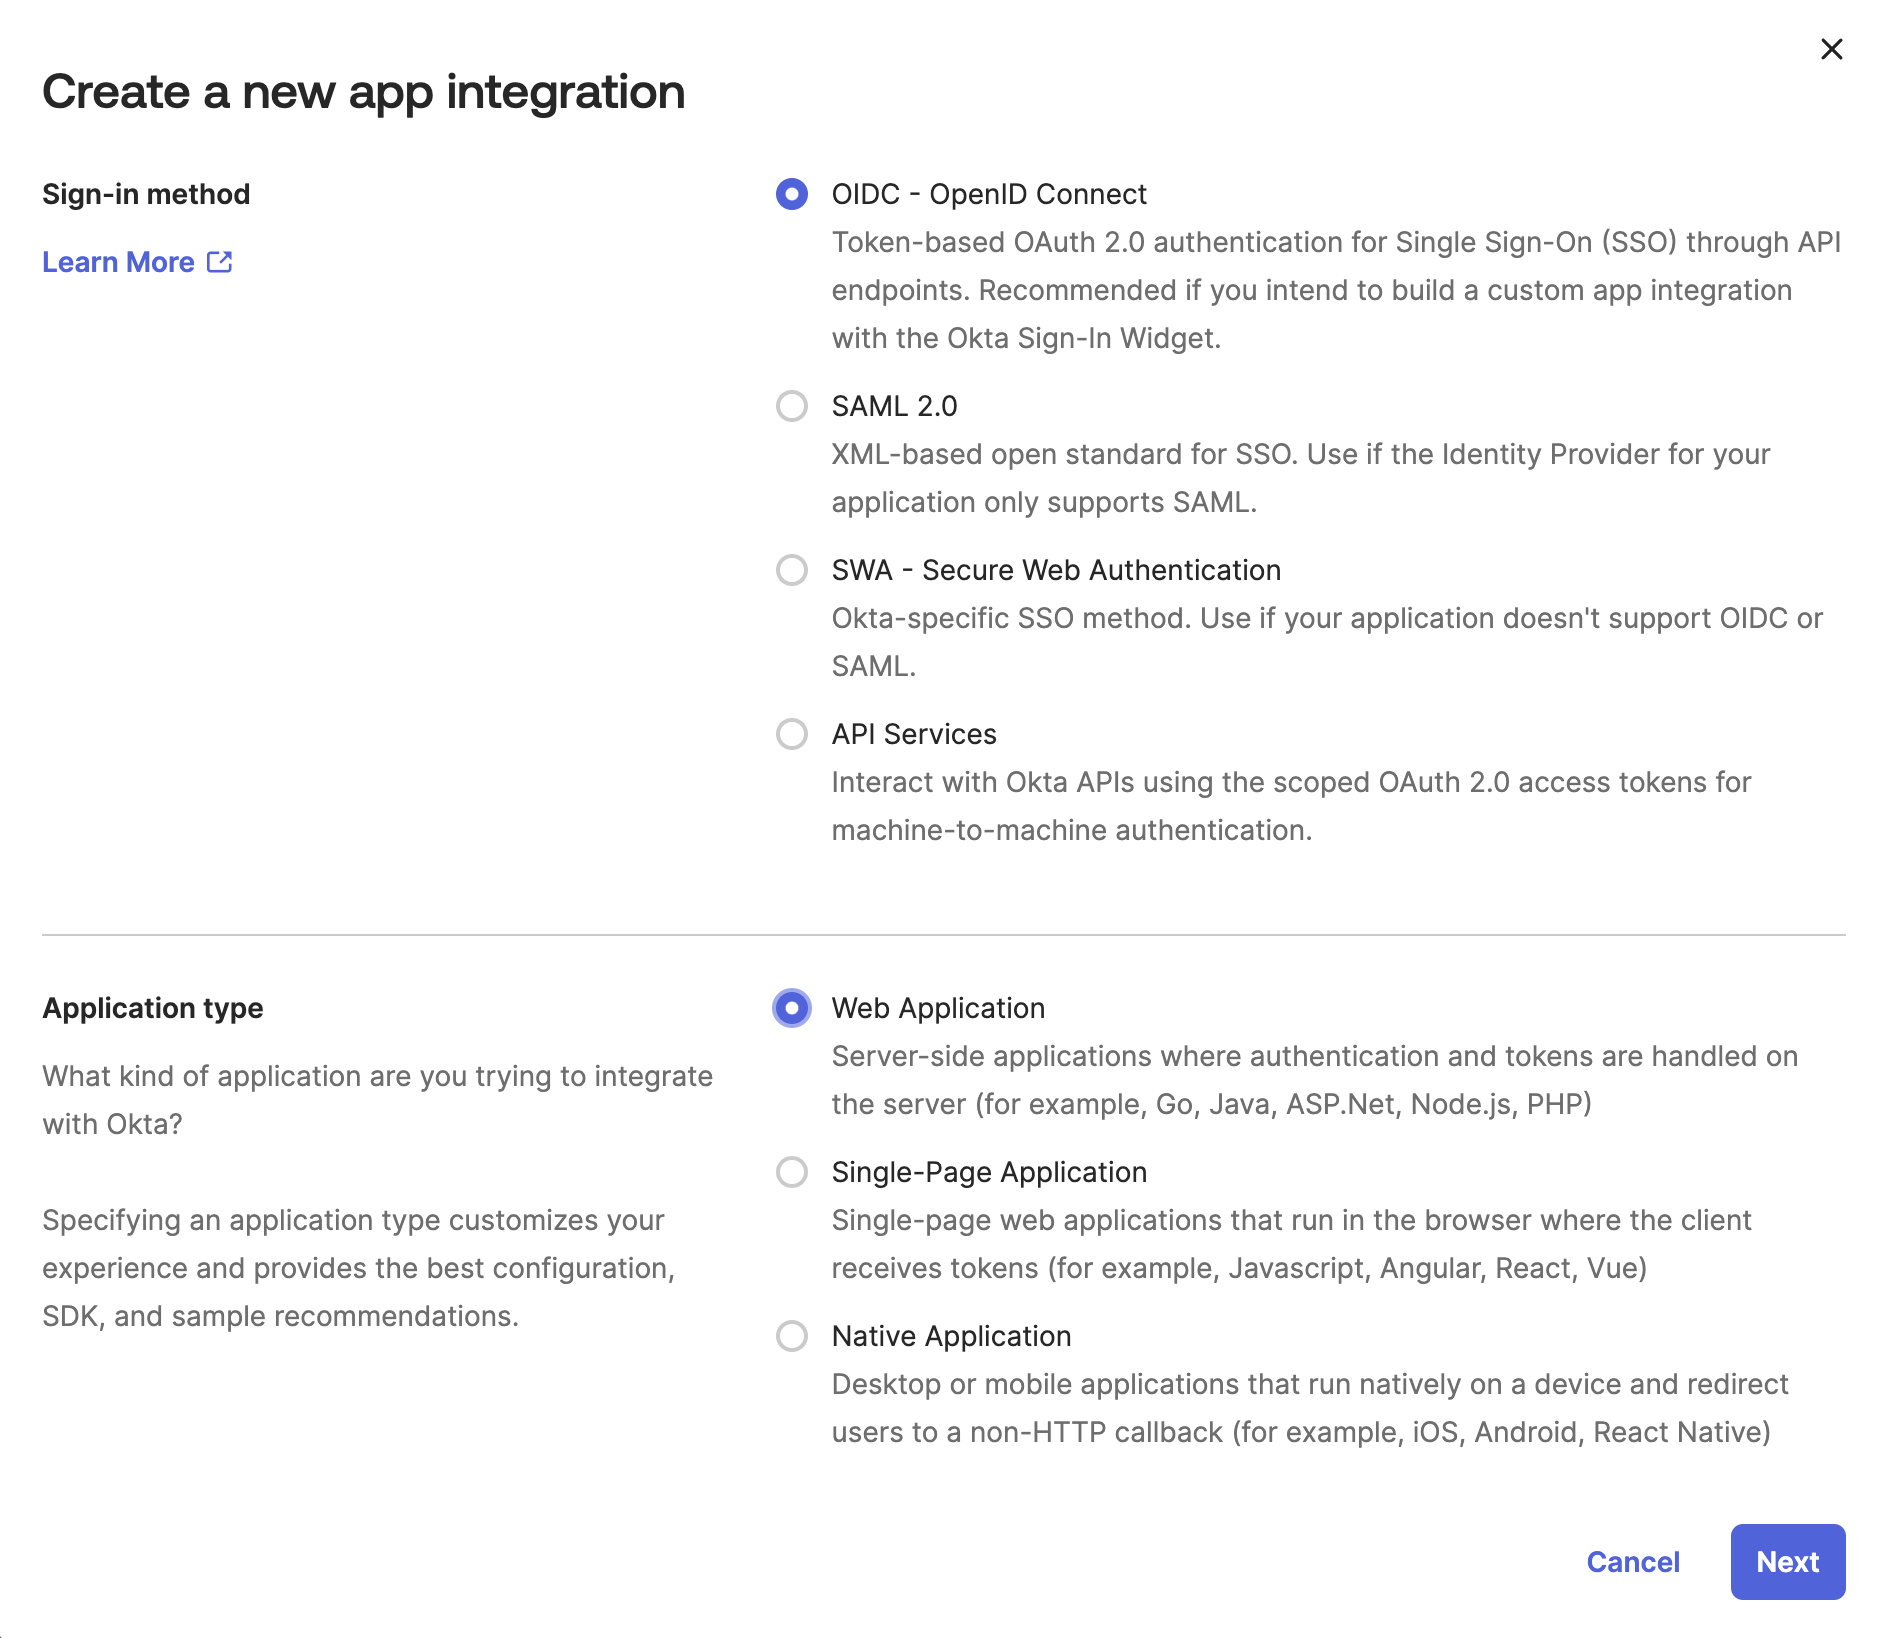 Create a new app integration
Sign-in method
Learn More
OIDC - OpenID Connect
Token-based OAuth 2.0 authentication for Single Sign-On (SSO) through API
endpoints. Recommended if you intend to build a custom app integration
with the Okta Sign-In Widget.
SAML 2.0
XML-based open standard for SSO. Use if the Identity Provider for your
application only supports SAML.
SWA - Secure Web Authentication
Okta-specific SSO method. Use if your application doesn't support OIDC or
SAML.
API Services
Interact with Okta APIs using the scoped OAuth 2.0 access tokens for
machine-to-machine authentication.
Application type
What kind of application are you trying to integrate
with Okta?
Specifying an application type customizes your
experience and provides the best configuration,
SDK, and sample recommendations.
Web Application
Server-side applications where authentication and tokens are handled on
the server (for example, Go, Java, ASP.Net, Node.js, PHP)
Single-Page Application
Single-page web applications that run in the browser where the client
receives tokens (for example, Javascript, Angular, React, Vue)
Native Application
Desktop or mobile applications that run natively on a device and redirect
users to a non-HTTP callback (for example, iOS, Android, React Native)
Cancel
Next